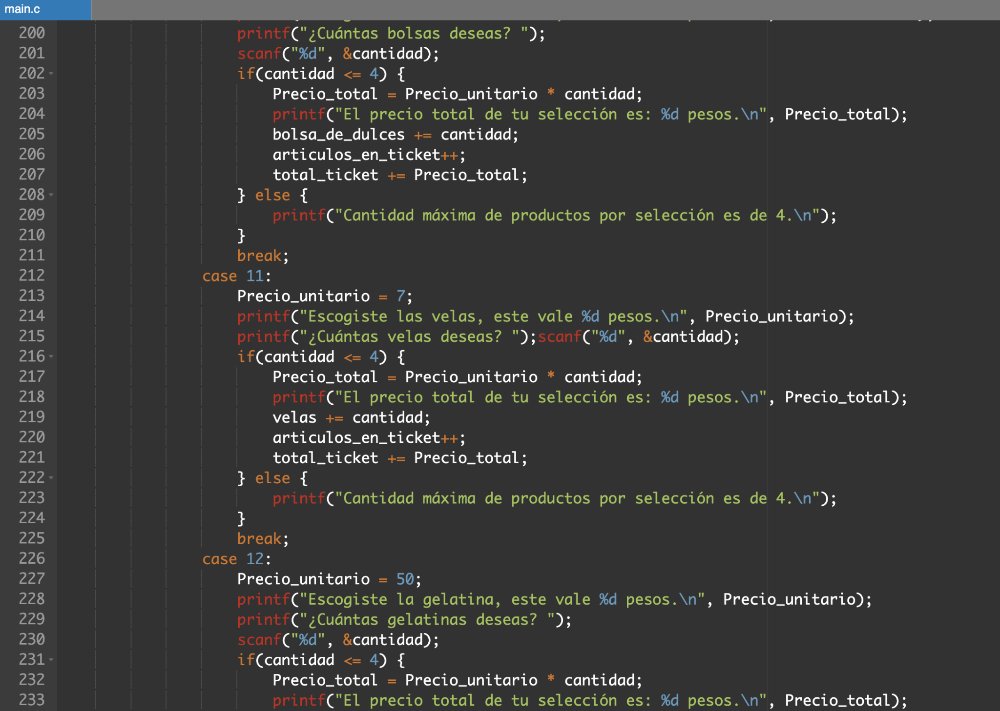 main.c
200 printf("¿Cuántas bolsas deseas? ");
201 scanf("%d", &cantidad);
202 if(cantidad <= 4) {
203 Precio_total = Precio_unitario * cantidad;
204 printf("El precio total de tu selección es: %d pesos.\n", Precio_total);
205 bolsa_de_dulces += cantidad;
206 articulos_en_ticket++;
207 total_ticket += Precio_total;
208 } else {
209 printf("Cantidad máxima de productos por selección es de 4.\n");
210 }
211 break;
212 case 11:
213 Precio_unitario = 7;
214 printf("Escogiste las velas, este vale %d pesos.\n", Precio_unitario);
215 printf("¿Cuántas velas deseas? ");scanf("%d", &cantidad);
216 if(cantidad <= 4) {
217 Precio_total = Precio_unitario * cantidad;
218 printf("El precio total de tu selección es: %d pesos.\n", Precio_total);
219 velas += cantidad;
220 articulos_en_ticket++;
221 total_ticket += Precio_total;
222 } else {
223 printf("Cantidad máxima de productos por selección es de 4.\n");
224 }
225 break;
226 case 12:
227 Precio_unitario = 50;
228 printf("Escogiste la gelatina, este vale %d pesos.\n", Precio_unitario);
229 printf("¿Cuántas gelatinas deseas? ");
230 scanf("%d", &cantidad);
231 if(cantidad <= 4) {
232 Precio_total = Precio_unitario * cantidad;
233 printf("El precio total de tu selección es: %d pesos.\n", Precio_total);